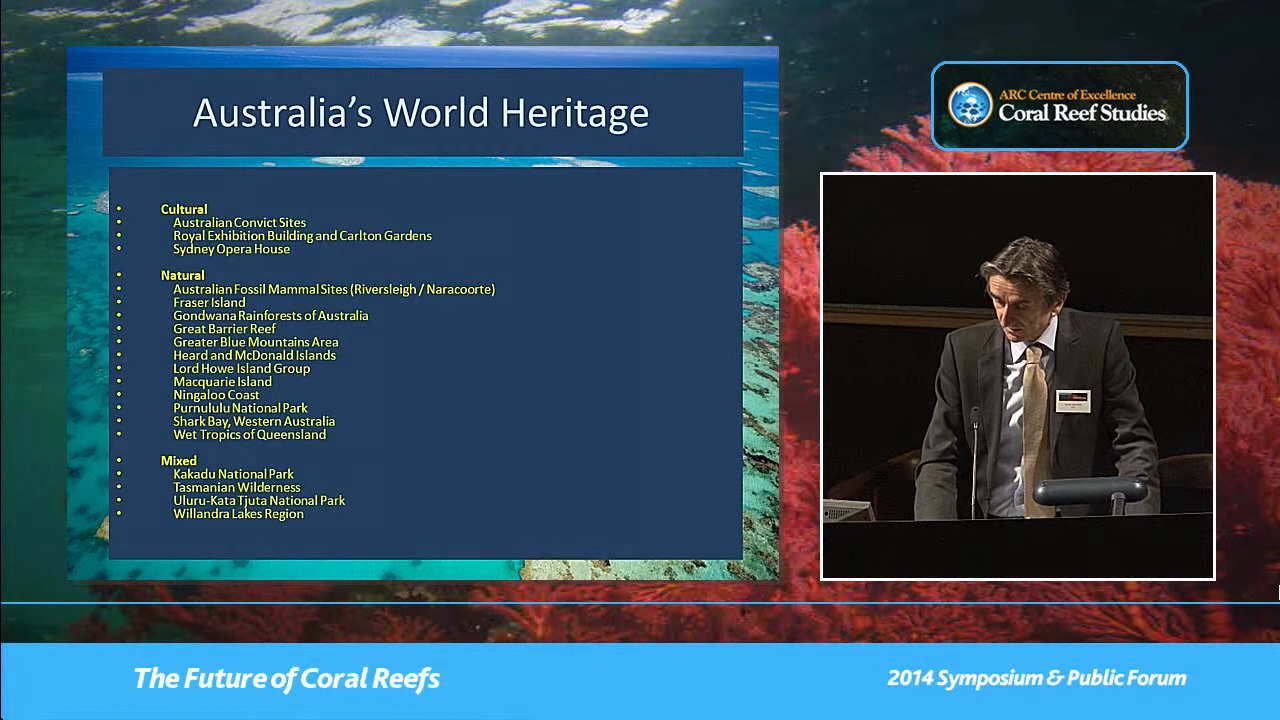 Australia's World Heritage
• Cultural
• Australian Convict Sites
• Royal Exhibition Building and Carlton Gardens
• Sydney Opera House
• Natural
• Australian Fossil Mammal Sites (Riversleigh / Naracoorte)
• Fraser Island
• Gondwana Rainforests of Australia
• Great Barrier Reef
• Greater Blue Mountains Area
• Heard and McDonald Islands
• Lord Howe Island Group
• Macquarie Island
• Ningaloo Coast
• Purnululu National Park
• Shark Bay, Western Australia
• Wet Tropics of Queensland
• Mixed
• Kakadu National Park
• Tasmanian Wilderness
• Uluru-Kata Tjuta National Park
• Willandra Lakes Region
ARC Centre of Excellence
Coral Reef Studies
The Future of Coral Reefs
2014 Symposium & Public Forum